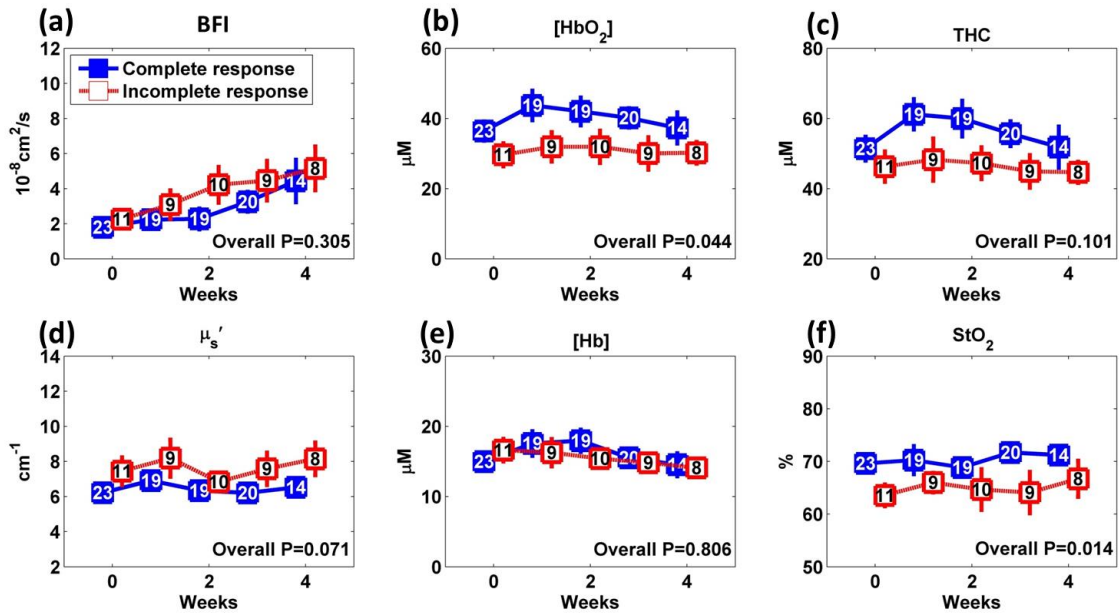 (a) BFI
12
10
8
6
4
2
0
10⁻⁸cm²/s
Complete response
Incomplete response
23 19 19 20 14
11 9 10 9 8
Overall P=0.305
0 2 4
Weeks
(b) [HbO₂]
60
40
20
0
μM
23 19 19 20 14
11 9 10 9 8
Overall P=0.044
0 2 4
Weeks
(c) THC
80
60
40
20
μM
23 19 19 20 14
11 9 10 9 8
Overall P=0.101
0 2 4
Weeks
(d) μₛ′
14
12
10
8
6
4
2
cm⁻¹
23 19 19 20 14
11 9 10 9 8
Overall P=0.071
0 2 4
Weeks
(e) [Hb]
30
20
10
0
μM
23 19 19 20 14
11 9 10 9 8
Overall P=0.806
0 2 4
Weeks
(f) StO₂
90
80
70
60
50
%
23 19 19 20 14
11 9 10 9 8
Overall P=0.014
0 2 4
Weeks